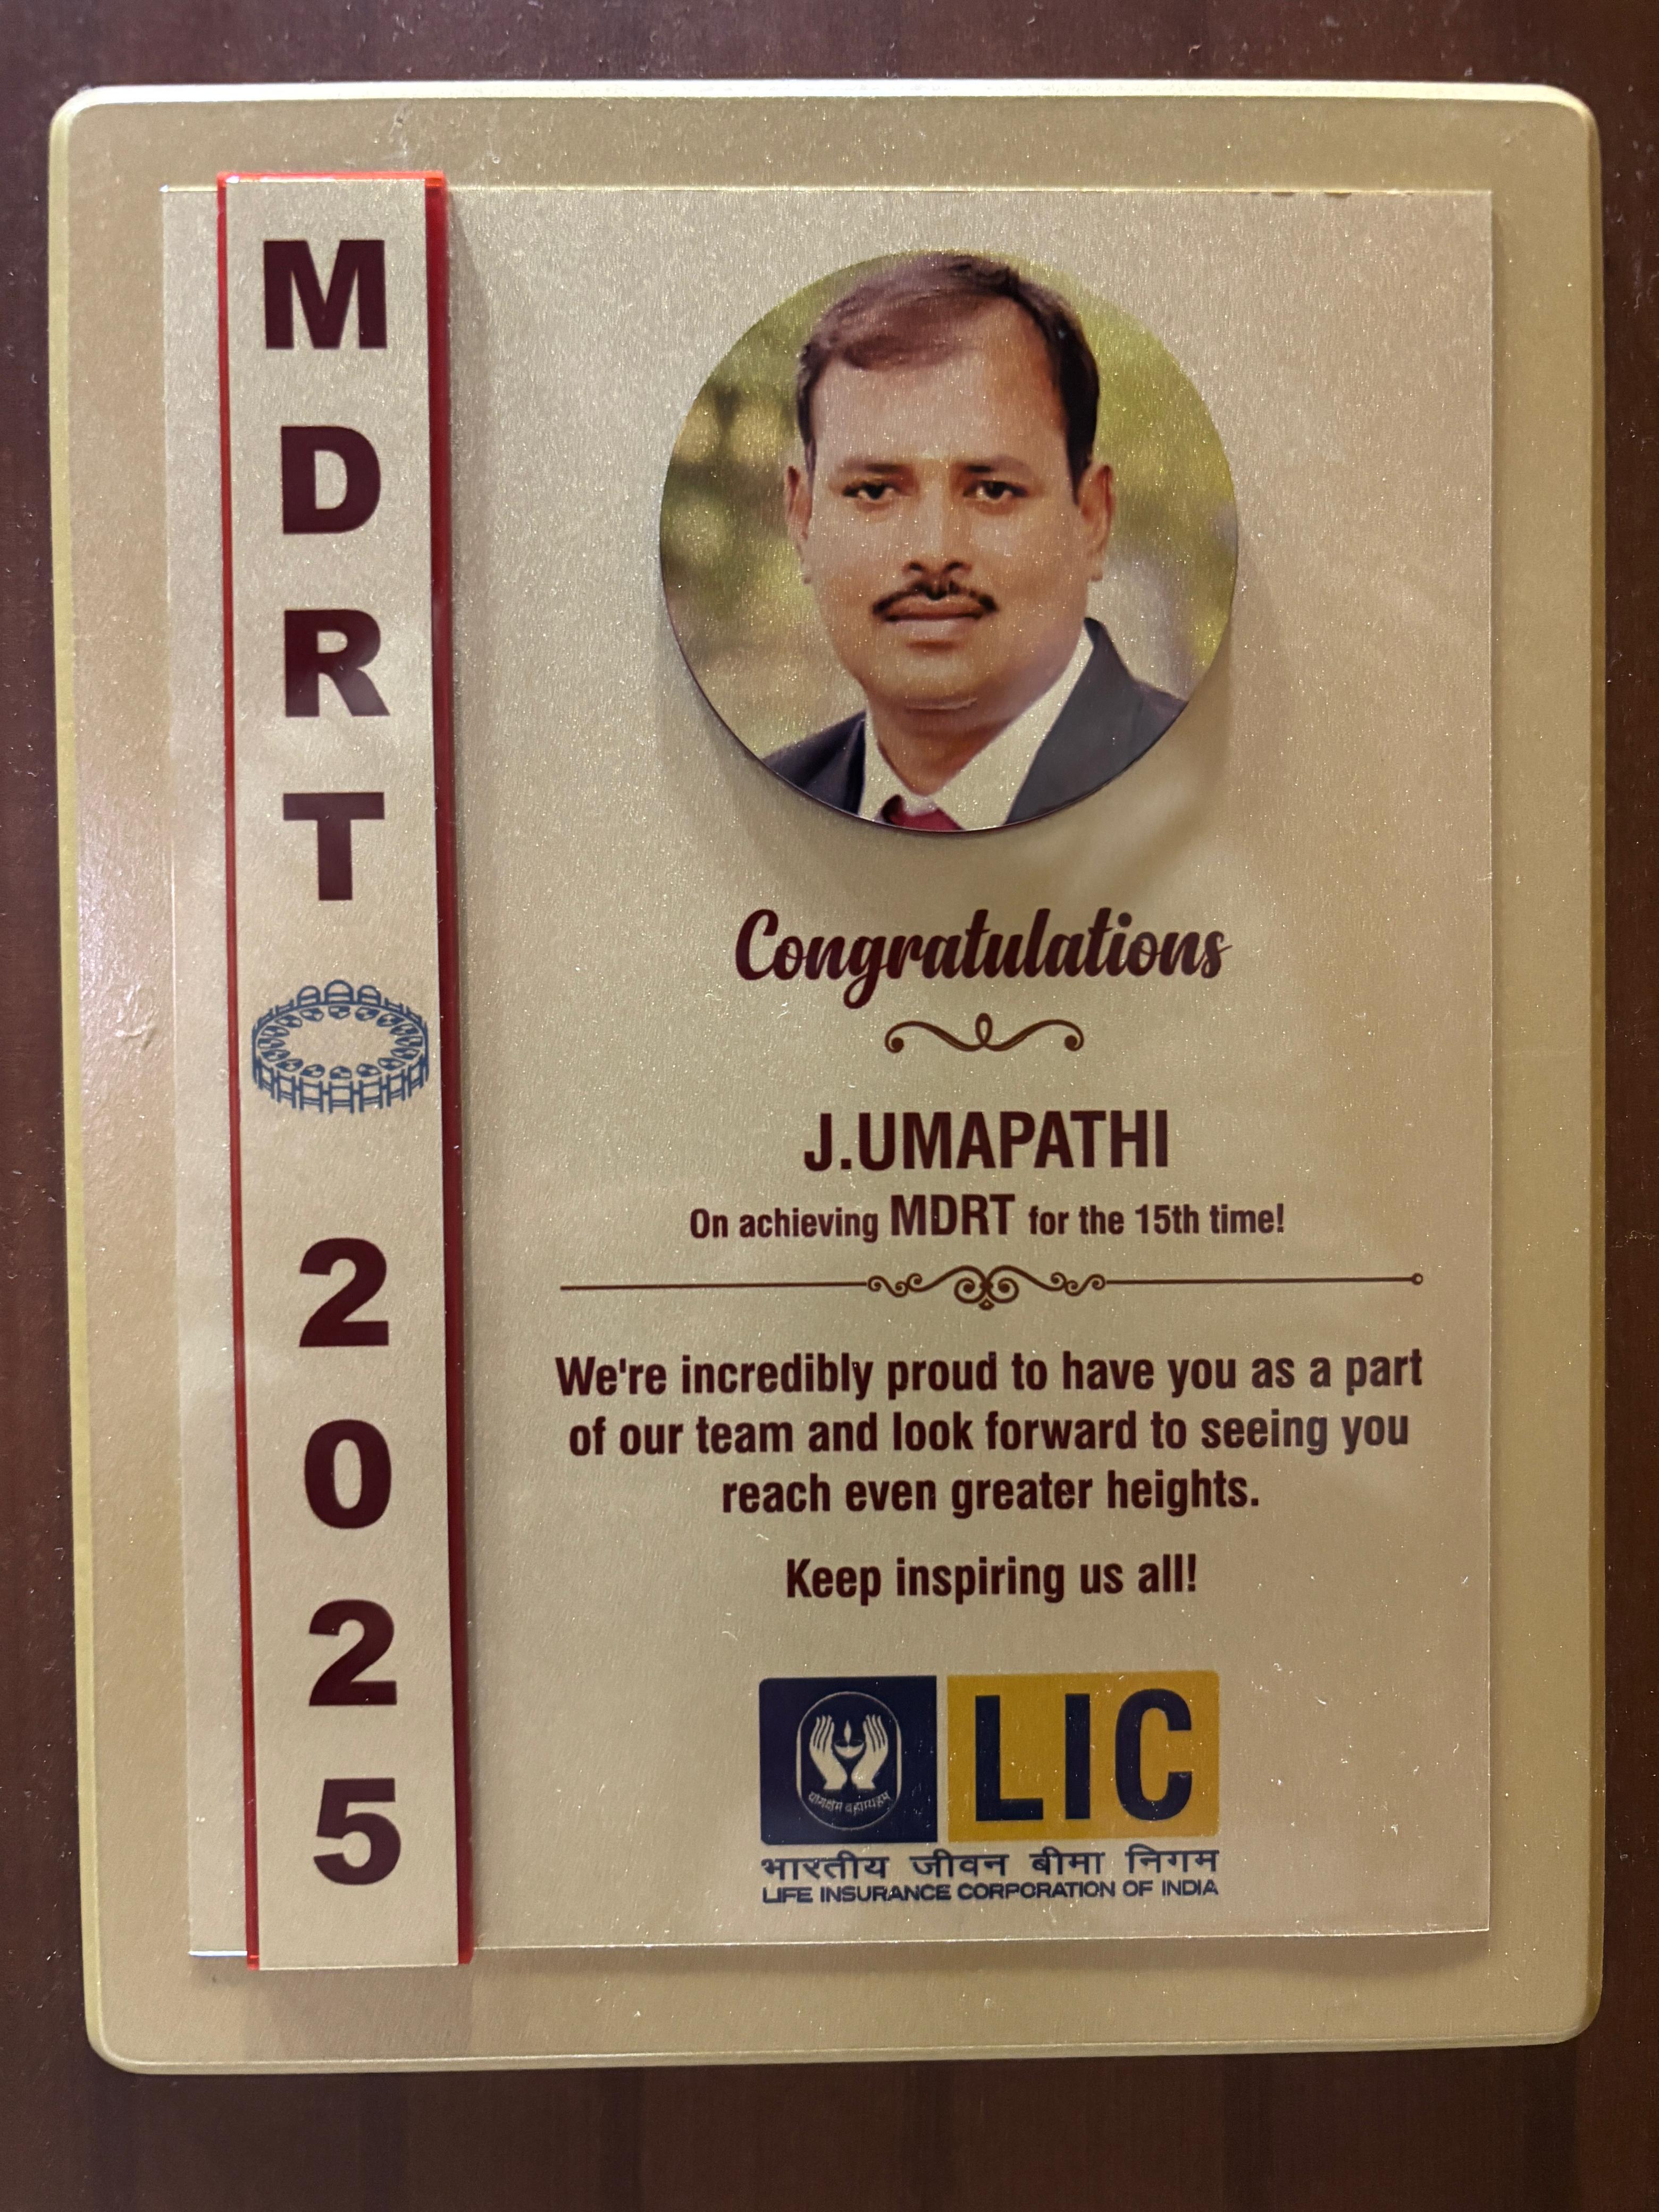 MDRT
2025
Congratulations
J.UMAPATHI
On achieving MDRT for the 15th time!
We're incredibly proud to have you as a part
of our team and look forward to seeing you
reach even greater heights.
Keep inspiring us all!
योगक्षेमं वहाम्यहम्
LIC
भारतीय जीवन बीमा निगम
LIFE INSURANCE CORPORATION OF INDIA